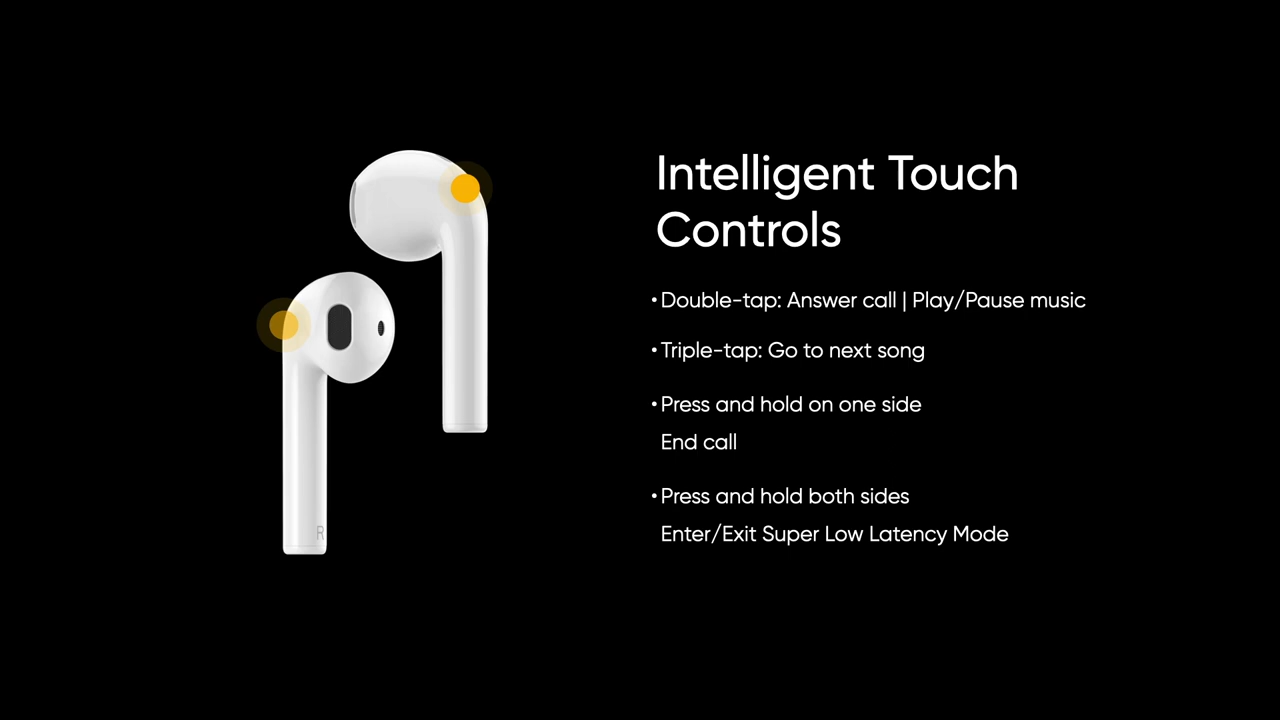 Intelligent Touch
Controls
•Double-tap: Answer call | Play/Pause music
•Triple-tap: Go to next song
•Press and hold on one side
End call
•Press and hold both sides
Enter/Exit Super Low Latency Mode
R